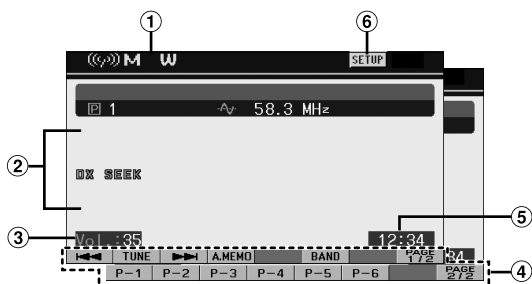 1 6
M W SETUP
P 1 58.3 MHz
2
DX SEEK
3 5
Vol.:35 12:34
TUNE A.MEMO BAND PAGE 1/2 34
P-1 P-2 P-3 P-4 P-5 P-6 PAGE 2/2 4